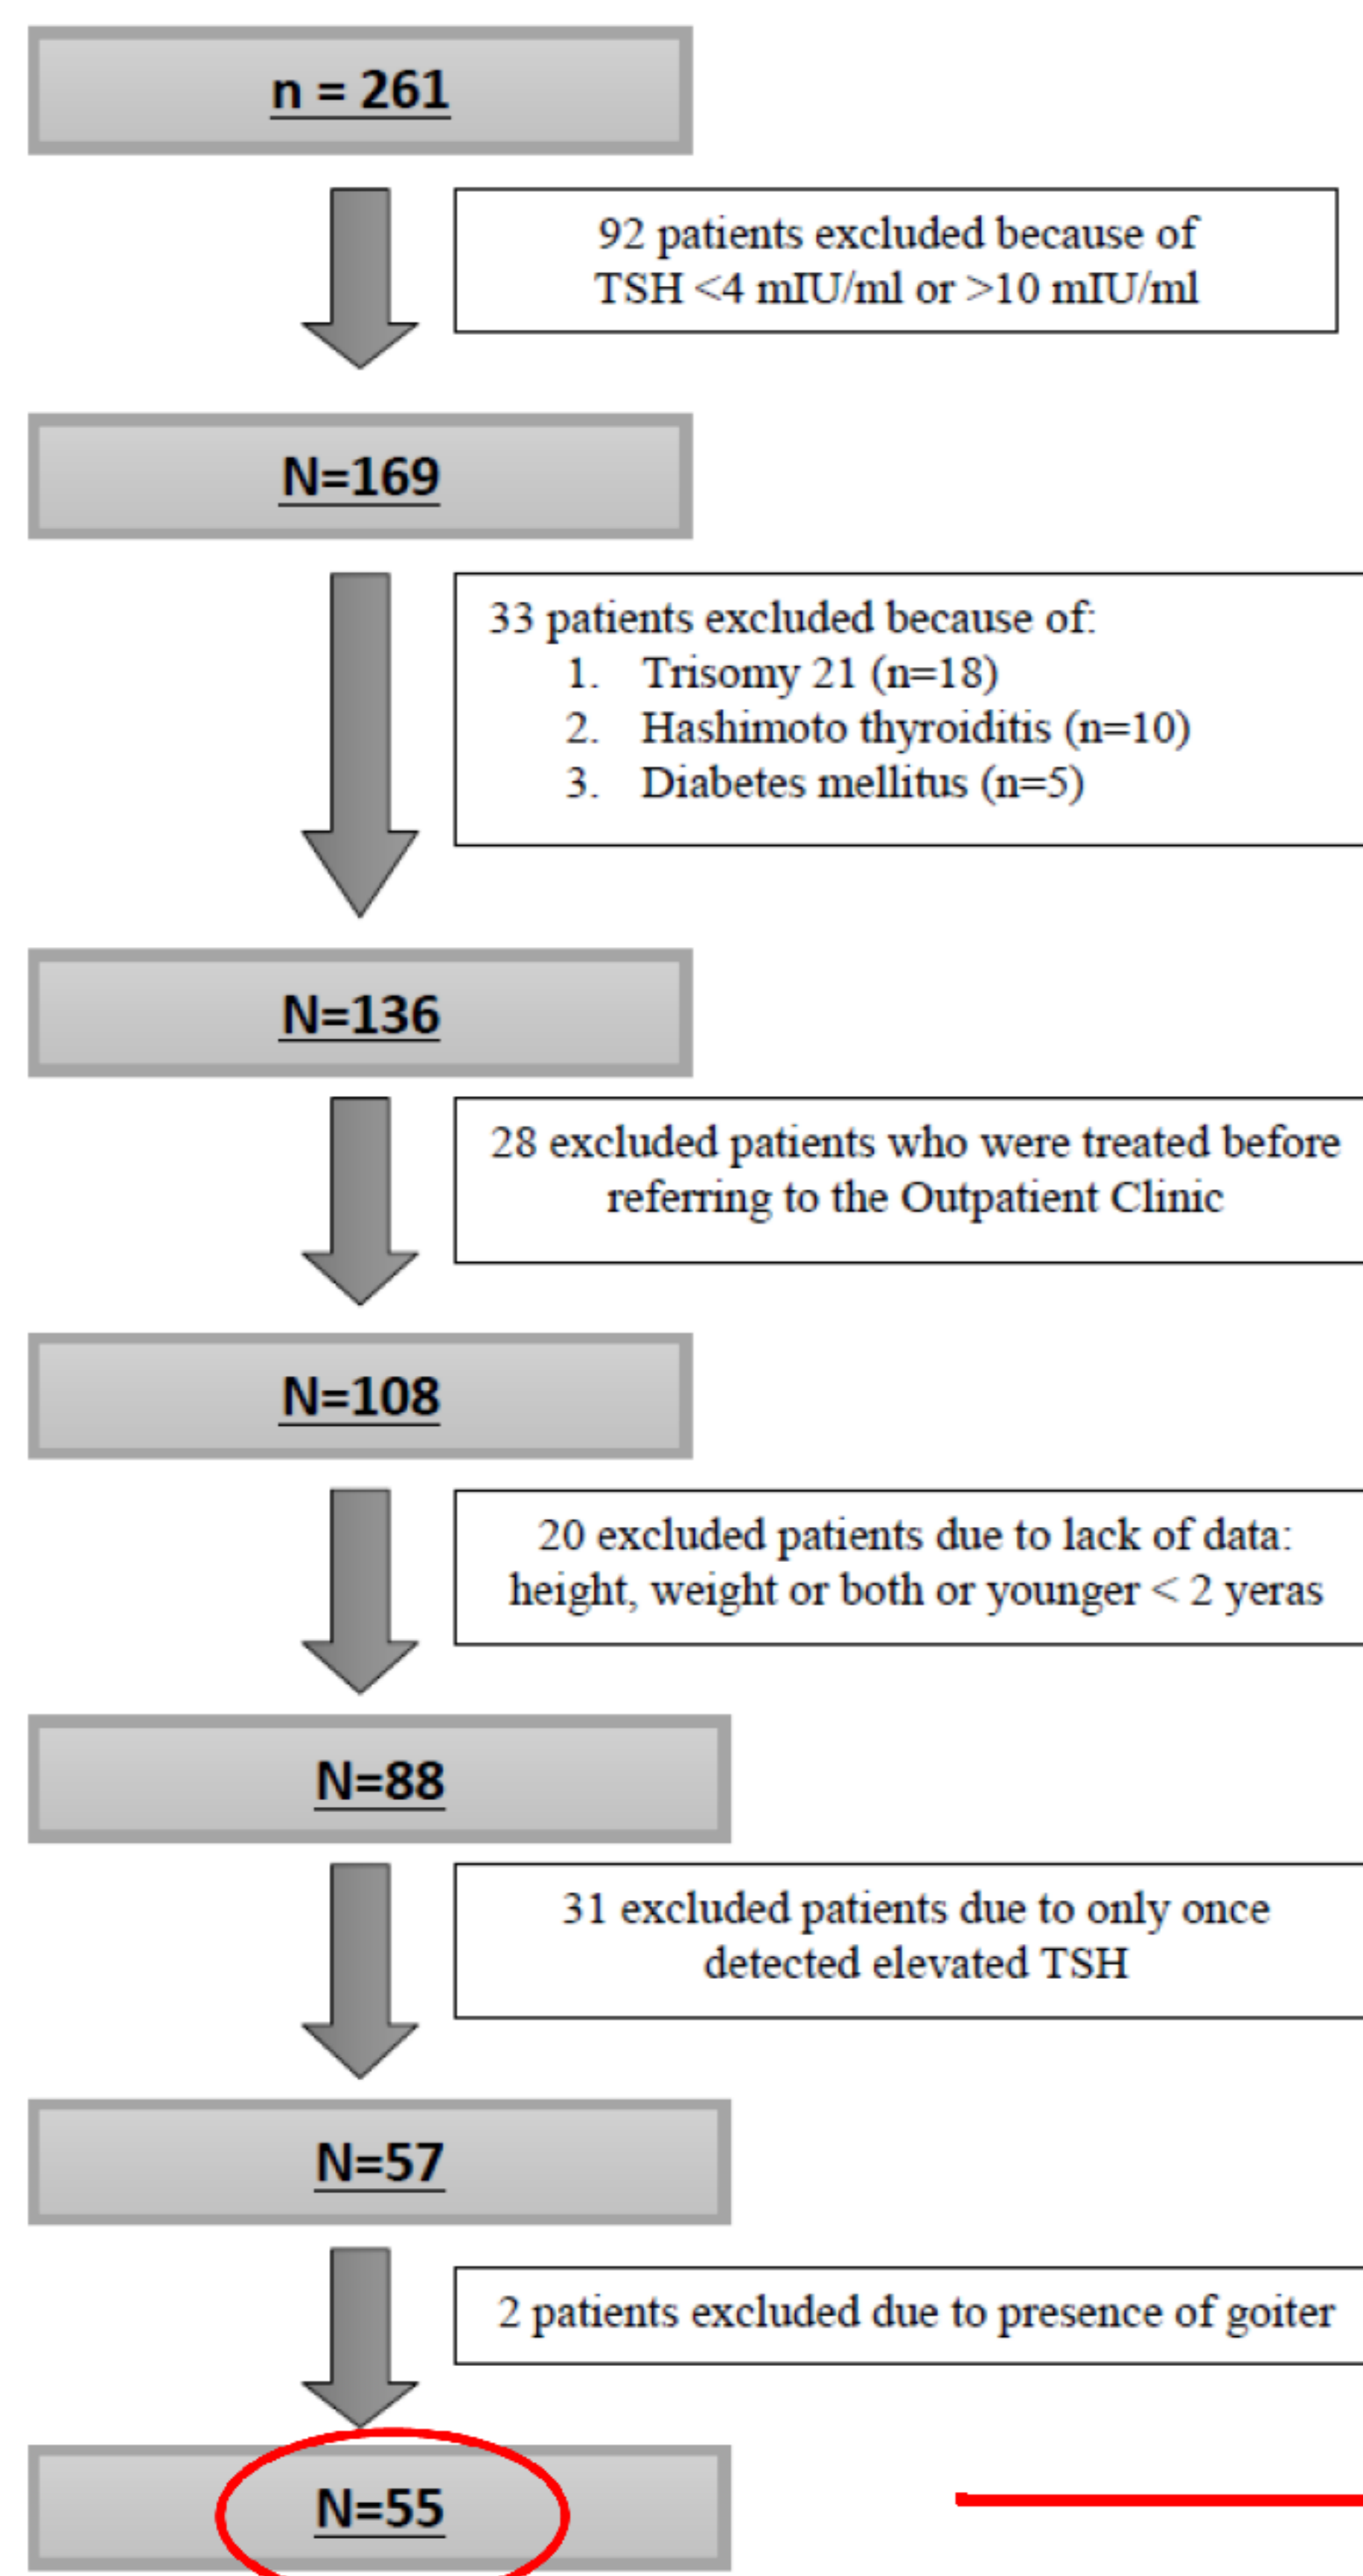 n = 261
92 patients excluded because of
TSH <4 mIU/ml or >10 mIU/ml
N=169
33 patients excluded because of:
1. Trisomy 21 (n=18)
2. Hashimoto thyroiditis (n=10)
3. Diabetes mellitus (n=5)
N=136
28 excluded patients who were treated before
referring to the Outpatient Clinic
N=108
20 excluded patients due to lack of data:
height, weight or both or younger < 2 yeras
N=88
31 excluded patients due to only once
detected elevated TSH
N=57
2 patients excluded due to presence of goiter
N=55